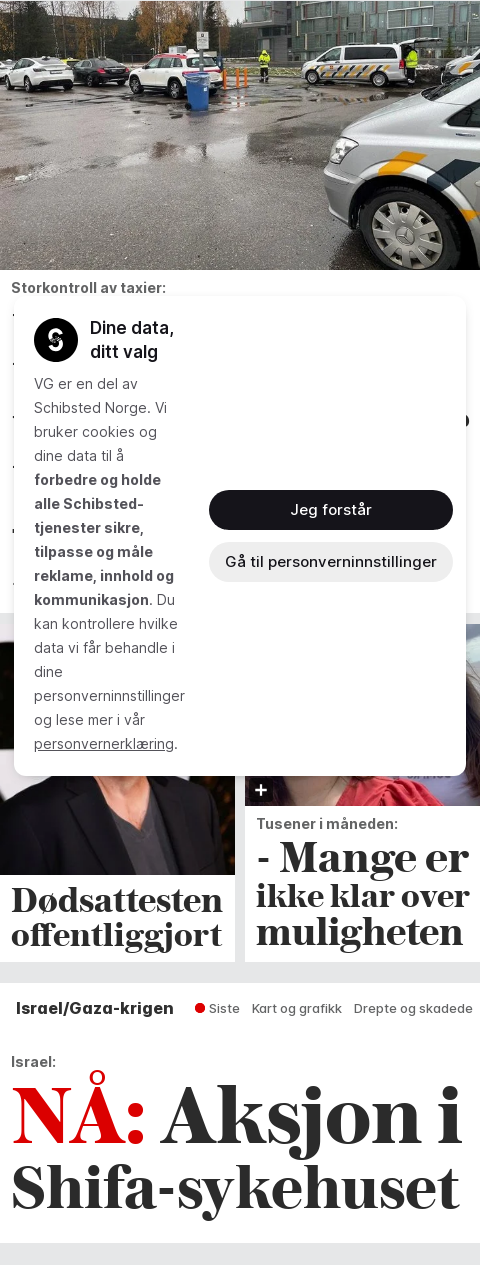 Storkontroll av taxier:
Dine data,
ditt valg
VG er en del av
Schibsted Norge. Vi
bruker cookies og
dine data til å
forbedre og holde
alle Schibsted-
tjenester sikre,
tilpasse og måle
reklame, innhold og
kommunikasjon. Du
kan kontrollere hvilke
data vi får behandle i
dine
personverninnstillinger
og lese mer i vår
personvernerklæring.
Jeg forstår
Gå til personverninnstillinger
Dødsattesten
offentliggjort
Tusener i måneden:
- Mange er
ikke klar over
muligheten
Israel/Gaza-krigen
Siste Kart og grafikk Drepte og skadede
Israel:
NÅ: Aksjon i
Shifa-sykehuset